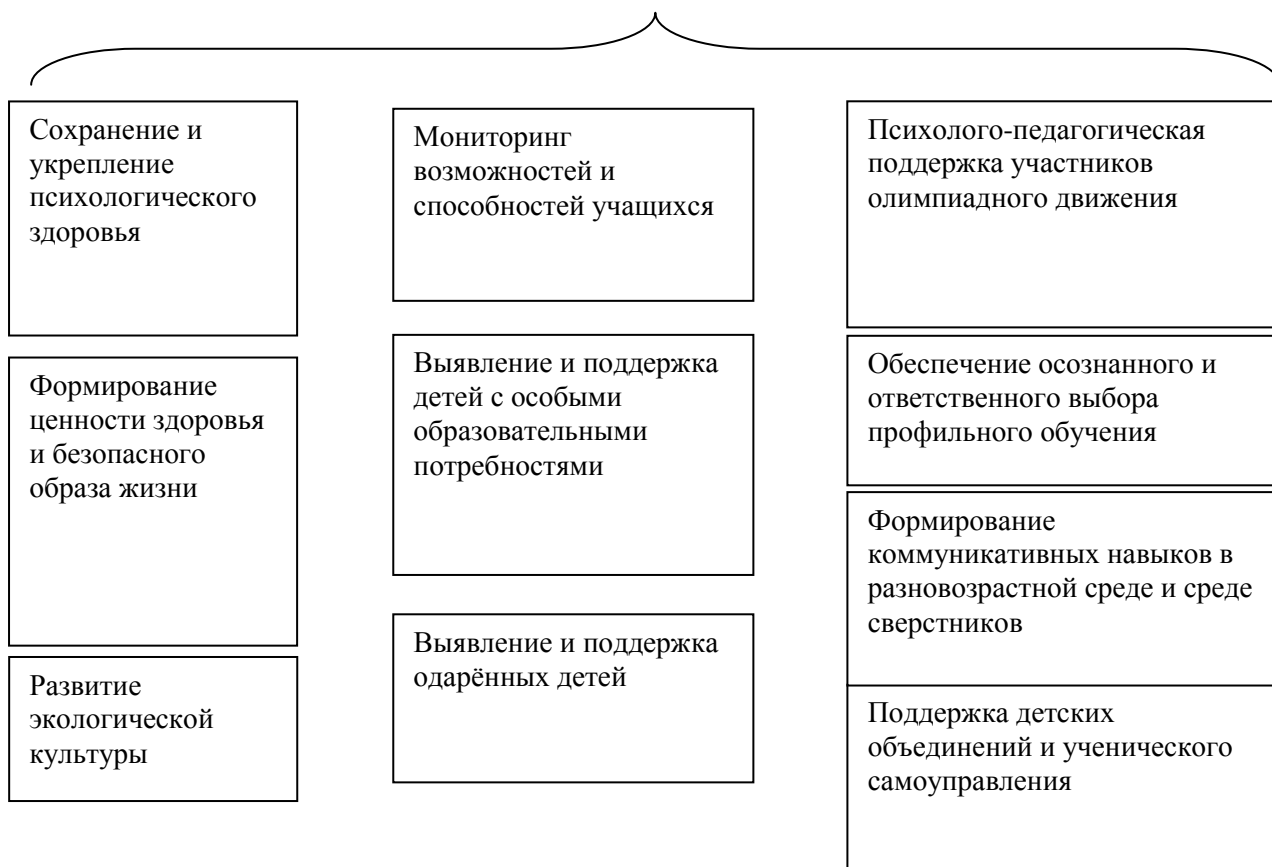 Сохранение и
укрепление
психологического
здоровья
Формирование
ценности здоровья
и безопасного
образа жизни
Развитие
экологической
культуры
Мониторинг
возможностей и
способностей учащихся
Выявление и поддержка
детей с особыми
образовательными
потребностями
Выявление и поддержка
одарённых детей
Психолого-педагогическая
поддержка участников
олимпиадного движения
Обеспечение осознанного и
ответственного выбора
профильного обучения
Формирование
коммуникативных навыков в
разновозрастной среде и среде
сверстников
Поддержка детских
объединений и ученического
самоуправления